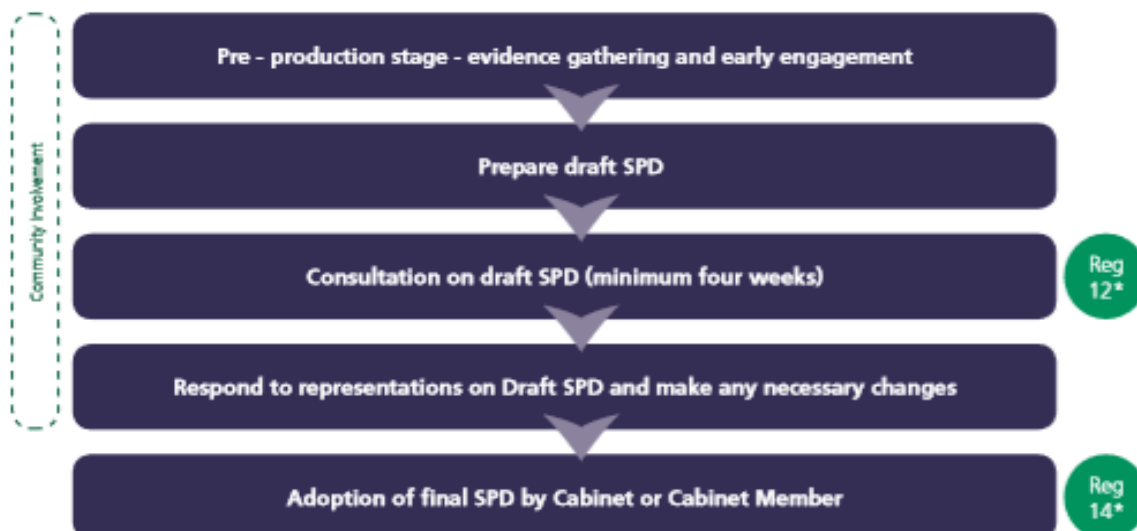 Pre - production stage - evidence gathering and early engagement
Community Involvement
Prepare draft SPD
Consultation on draft SPD (minimum four weeks)
Reg
12*
Respond to representations on Draft SPD and make any necessary changes
Adoption of final SPD by Cabinet or Cabinet Member
Reg
14*